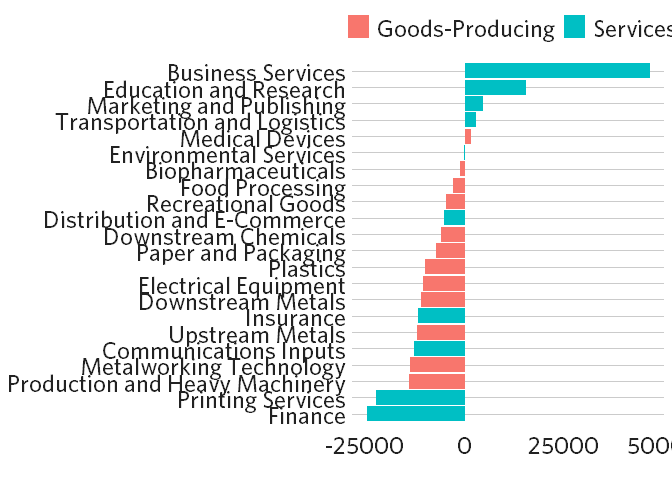 Goods-Producing Services
Business Services
Education and Research
Marketing and Publishing
Transportation and Logistics
Medical Devices
Environmental Services
Biopharmaceuticals
Food Processing
Recreational Goods
Distribution and E-Commerce
Downstream Chemicals
Paper and Packaging
Plastics
Electrical Equipment
Downstream Metals
Insurance
Upstream Metals
Communications Inputs
Metalworking Technology
Production and Heavy Machinery
Printing Services
Finance
-25000 0 25000 5000